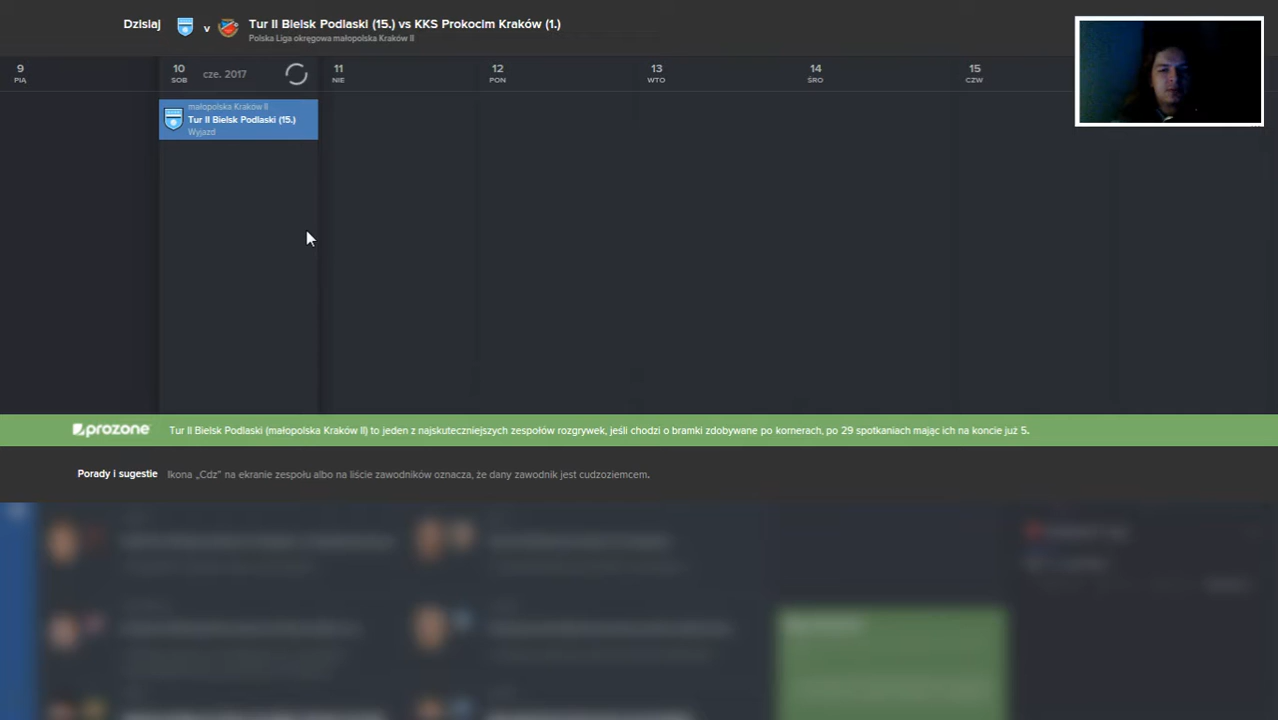 Dzisiaj
v
Tur II Bielsk Podlaski (15.) vs KKS Prokocim Kraków (1.)
Polska Liga okręgowa małopolska Kraków II
9
PIĄ
10
SOB
cze. 2017
11
NIE
12
PON
13
WTO
14
ŚRO
15
CZW
małopolska Kraków II
Tur II Bielsk Podlaski (15.)
Wyjazd
prozone
Tur II Bielsk Podlaski (małopolska Kraków II) to jeden z najskuteczniejszych zespołów rozgrywek, jeśli chodzi o bramki zdobywane po kornerach, po 29 spotkaniach mając ich na koncie już 5.
Porady i sugestie
Ikona „Cdz” na ekranie zespołu albo na liście zawodników oznacza, że dany zawodnik jest cudzoziemcem.